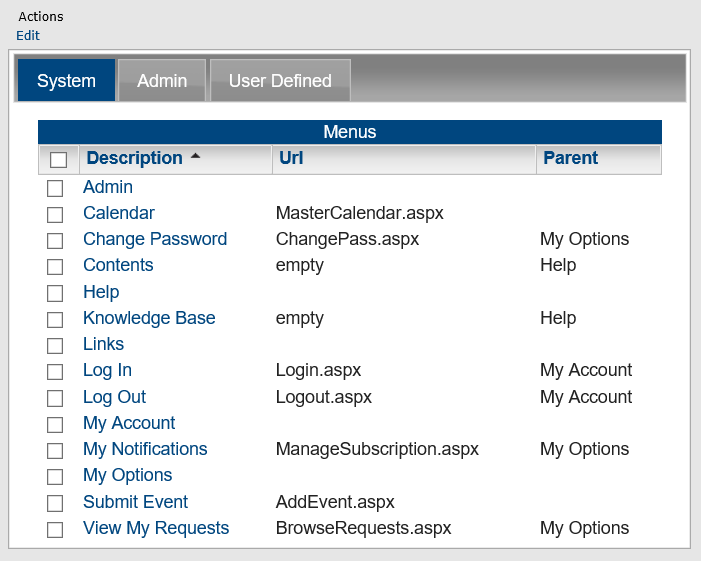 Actions
Edit
System Admin User Defined
Menus
Description Url Parent
Admin
Calendar MasterCalendar.aspx
Change Password ChangePass.aspx My Options
Contents empty Help
Help
Knowledge Base empty Help
Links
Log In Login.aspx My Account
Log Out Logout.aspx My Account
My Account
My Notifications ManageSubscription.aspx My Options
My Options
Submit Event AddEvent.aspx
View My Requests BrowseRequests.aspx My Options